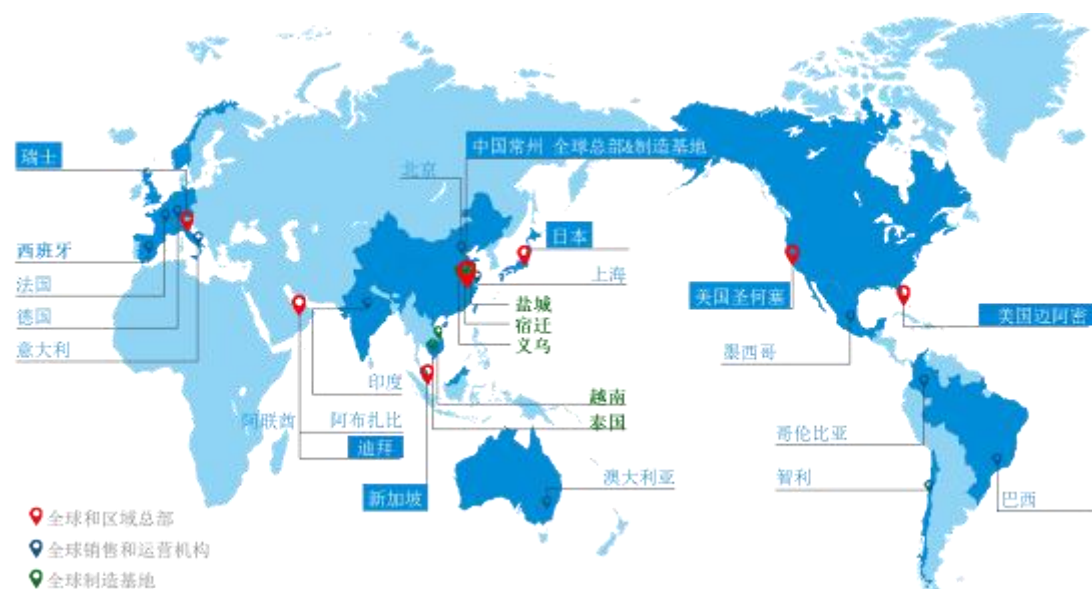 瑞士
中国常州 全球总部&制造基地
北京
日本
西班牙
上海
法国
美国圣何塞
盐城
德国
美国迈阿密
宿迁
意大利
义乌
墨西哥
印度
越南
阿联酋
阿布扎比
泰国
哥伦比亚
迪拜
澳大利亚
智利
新加坡
巴西
全球和区域总部
全球销售和运营机构
全球制造基地